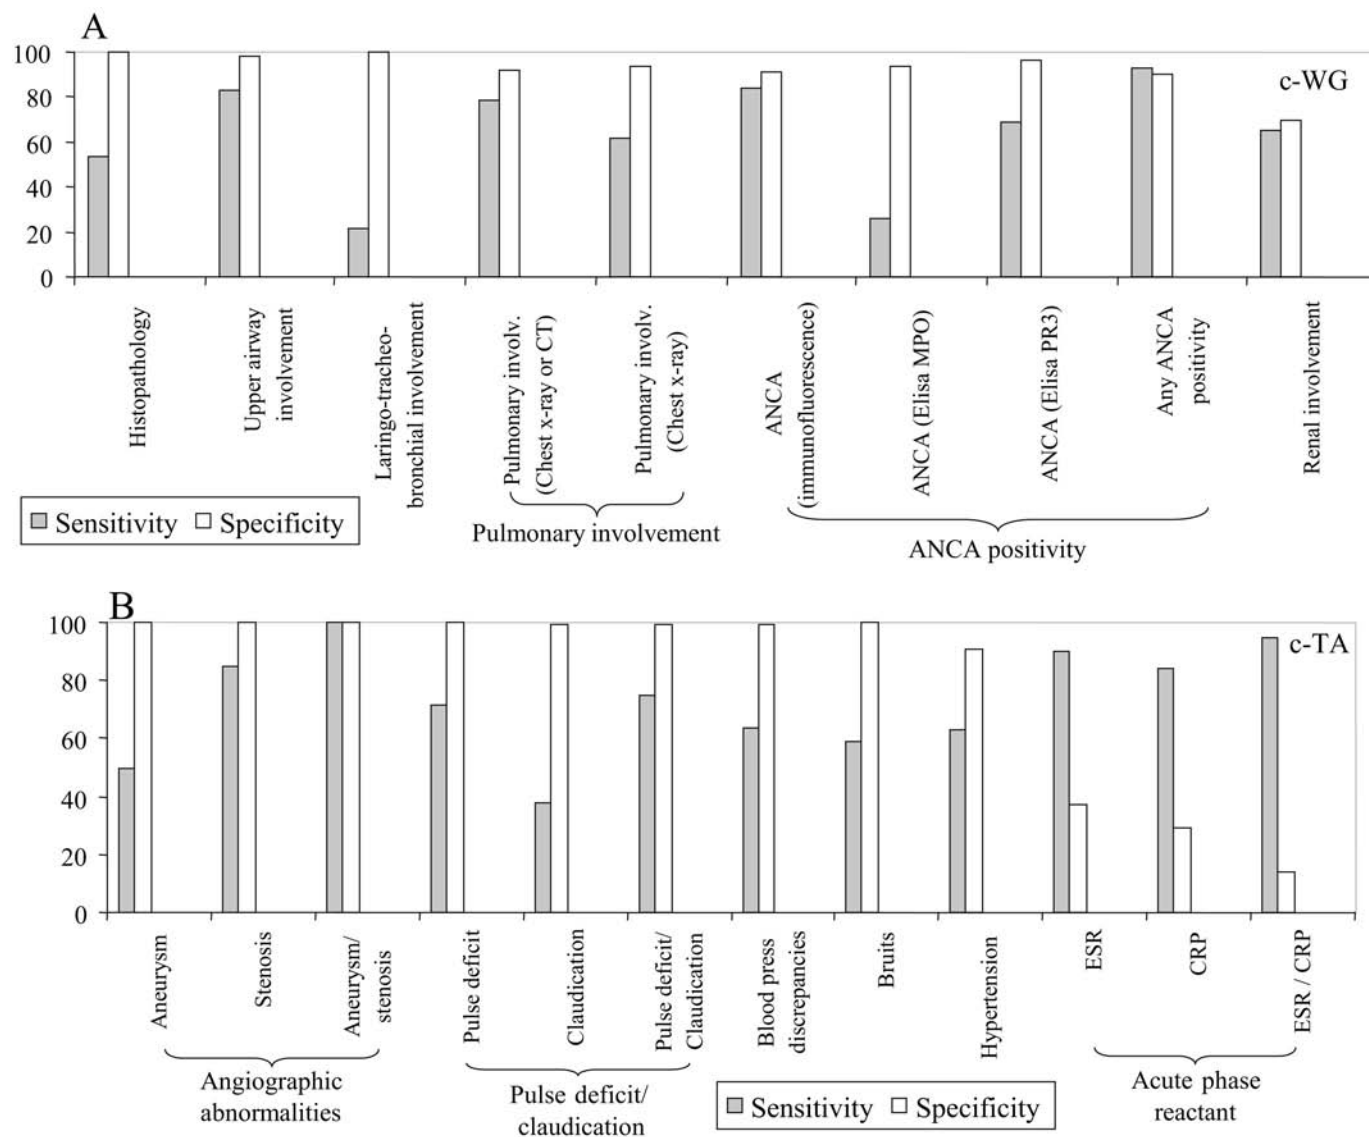 A
c-WG
100
80
60
40
20
0
Histopathology
Upper airway
involvement
Laringo-tracheo-
bronchial involvement
Pulmonary involv.
(Chest x-ray or CT)
Pulmonary involv.
(Chest x-ray)
ANCA
(immunofluorescence)
ANCA (Elisa MPO)
ANCA (Elisa PR3)
Any ANCA
positivity
Renal involvement
Sensitivity Specificity
Pulmonary involvement
ANCA positivity
B
c-TA
100
80
60
40
20
0
Aneurysm
Stenosis
Aneurysm/
stenosis
Pulse deficit
Claudication
Pulse deficit/
Claudication
Blood press
discrepancies
Bruits
Hypertension
ESR
CRP
ESR / CRP
Angiographic
abnormalities
Pulse deficit/
claudication
Sensitivity Specificity
Acute phase
reactant